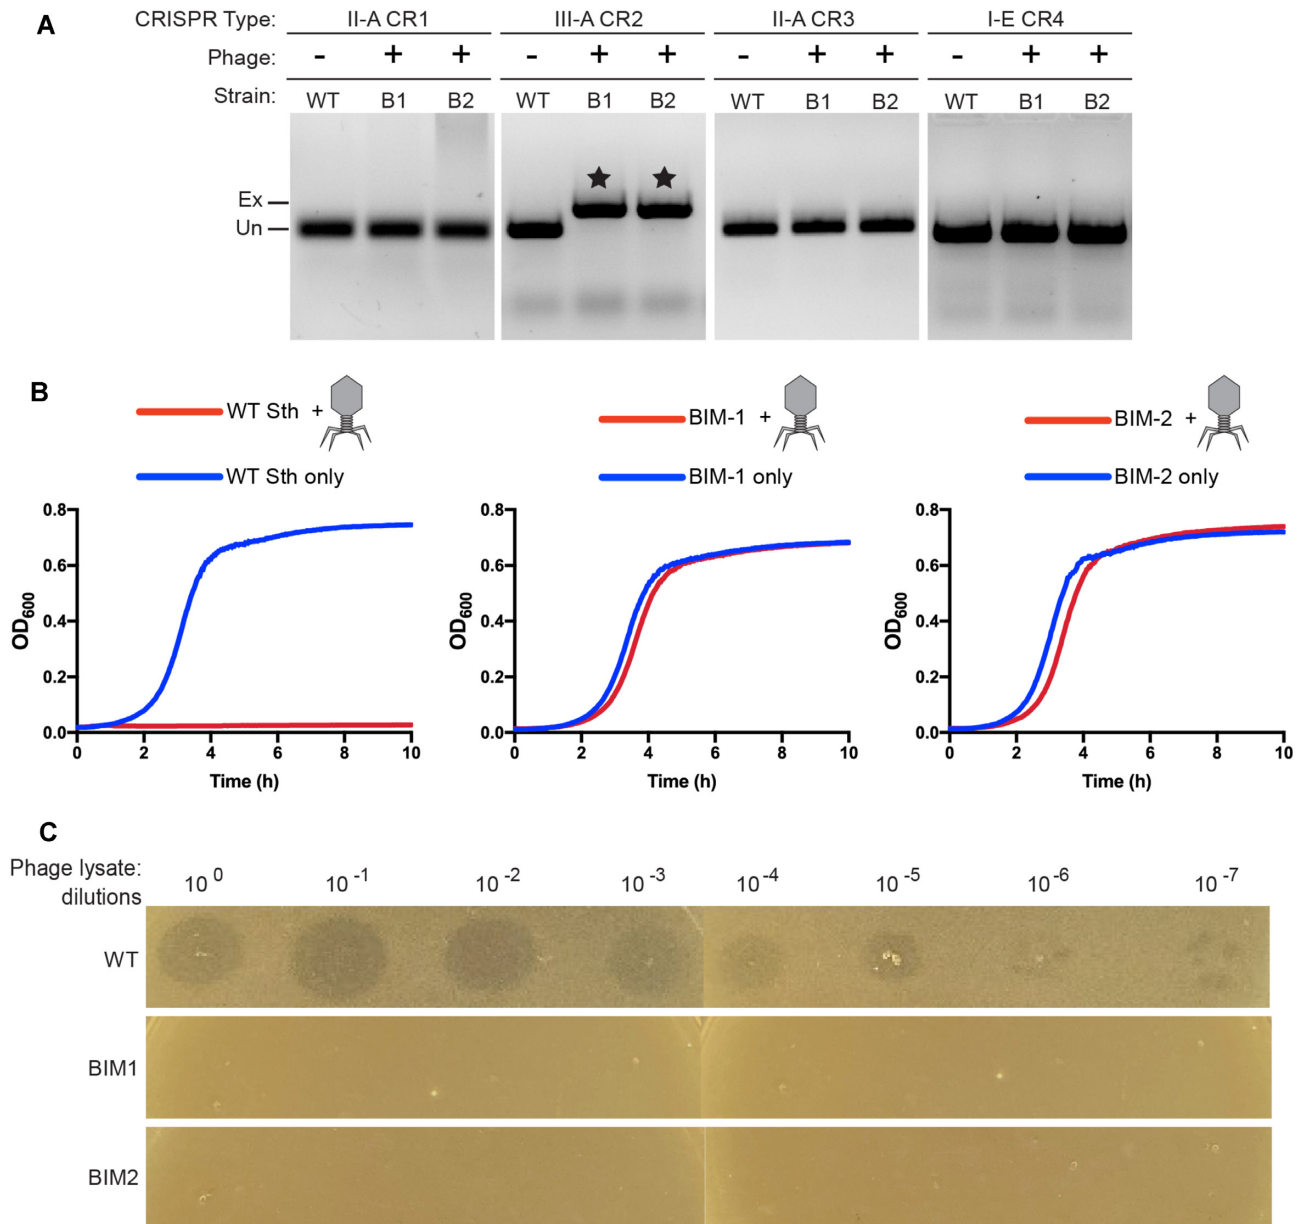 A
CRISPR Type: II-A CR1 III-A CR2 II-A CR3 I-E CR4
Phage: - + + - + + - + + - + +
Strain: WT B1 B2 WT B1 B2 WT B1 B2 WT B1 B2
Ex
Un
B
WT Sth + BIM-1 + BIM-2 +
WT Sth only BIM-1 only BIM-2 only
0.8 0.8 0.8
0.6 0.6 0.6
0.4 0.4 0.4
0.2 0.2 0.2
0.0 0.0 0.0
OD600 OD600 OD600
0 2 4 6 8 10 0 2 4 6 8 10 0 2 4 6 8 10
Time (h) Time (h) Time (h)
C
Phage lysate:
dilutions 10 0 10 -1 10 -2 10 -3 10 -4 10 -5 10 -6 10 -7
WT
BIM1
BIM2